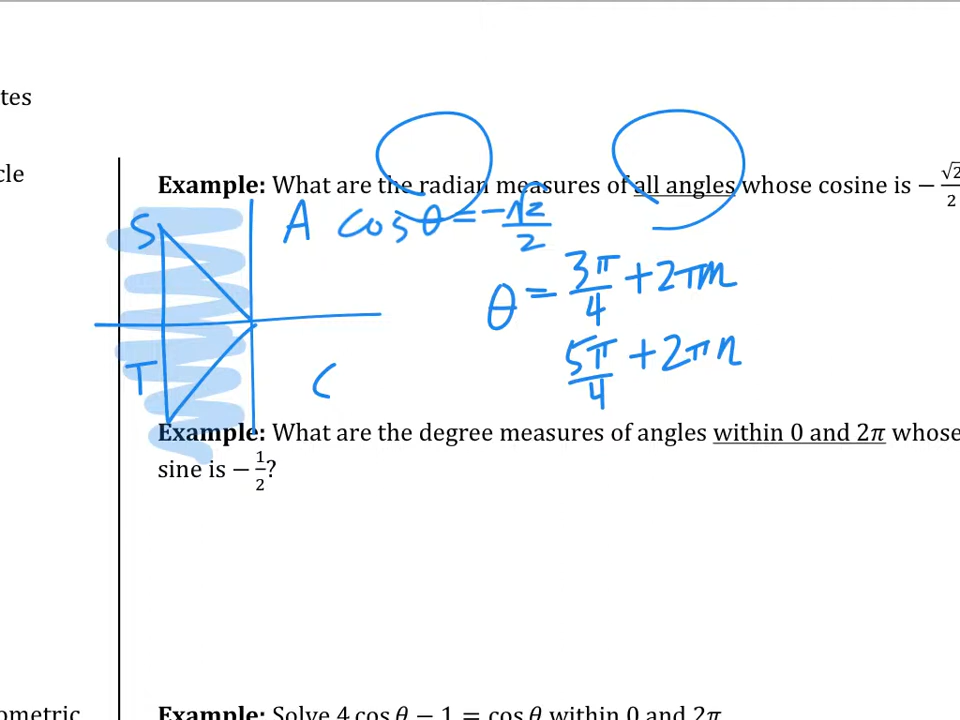 tes
cle
Example: What are the radian measures of all angles whose cosine is − √2/2
S A cos θ = −√2/2
θ = 3π/4 + 2πn
5π/4 + 2πn
T C
Example: What are the degree measures of angles within 0 and 2π whose
sine is − 1/2?
ometric
Example: Solve 4 cos θ − 1 = cos θ within 0 and 2π